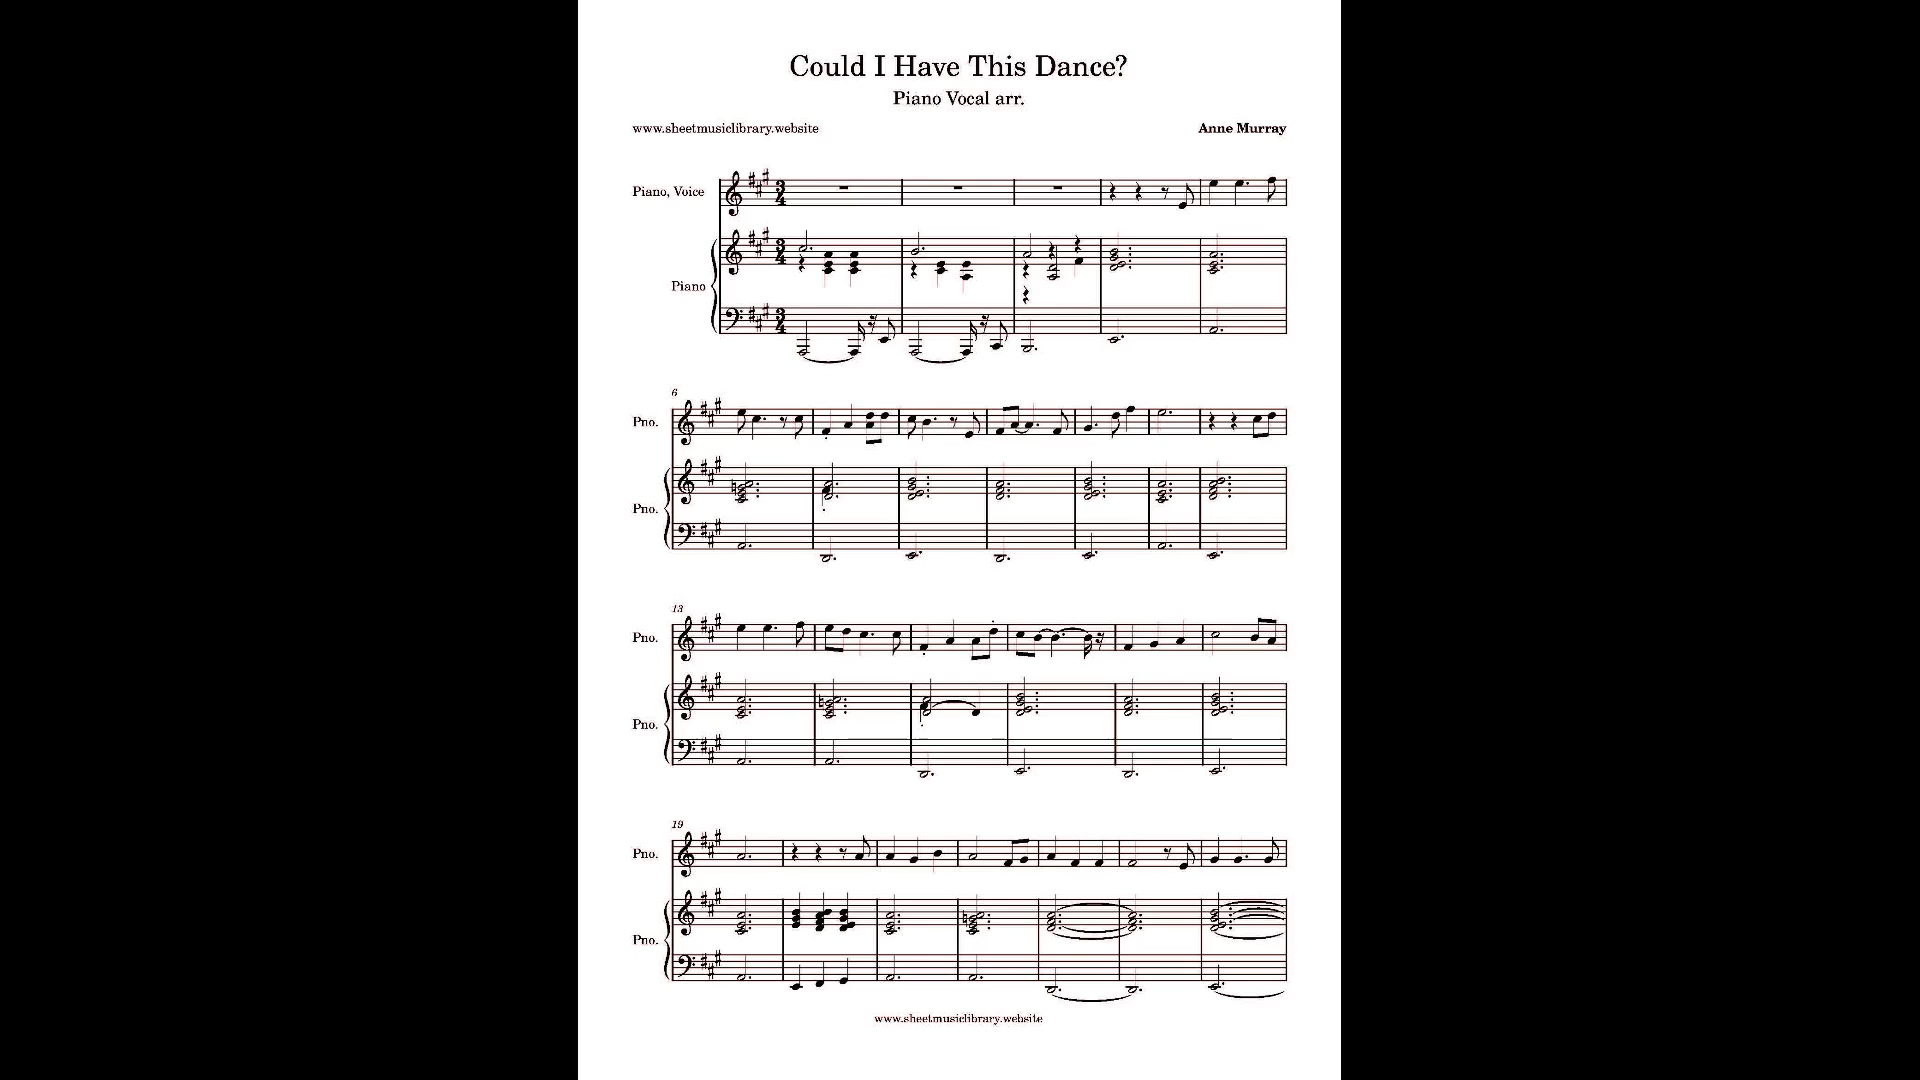 Could I Have This Dance?
Piano Vocal arr.
www.sheetmusiclibrary.website
Anne Murray
Piano, Voice
Piano
6
Pno.
Pno.
13
Pno.
Pno.
19
Pno.
Pno.
www.sheetmusiclibrary.website